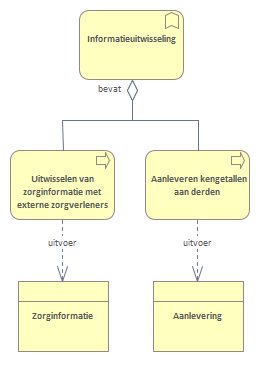 Informatieuitwisseling
bevat
Uitwisselen van
zorginformatie met
externe zorgverleners
Aanleveren kengetallen
aan derden
uitvoer
uitvoer
Zorginformatie
Aanlevering